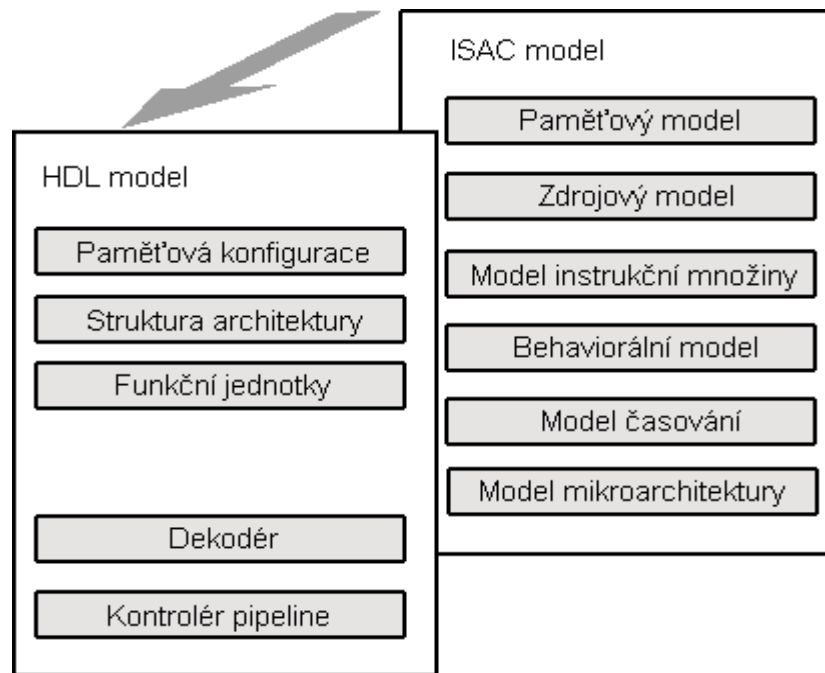 ISAC model
Paměťový model
Zdrojový model
Model instrukční množiny
Behaviorální model
Model časování
Model mikroarchitektury
HDL model
Paměťová konfigurace
Struktura architektury
Funkční jednotky
Dekodér
Kontrolér pipeline